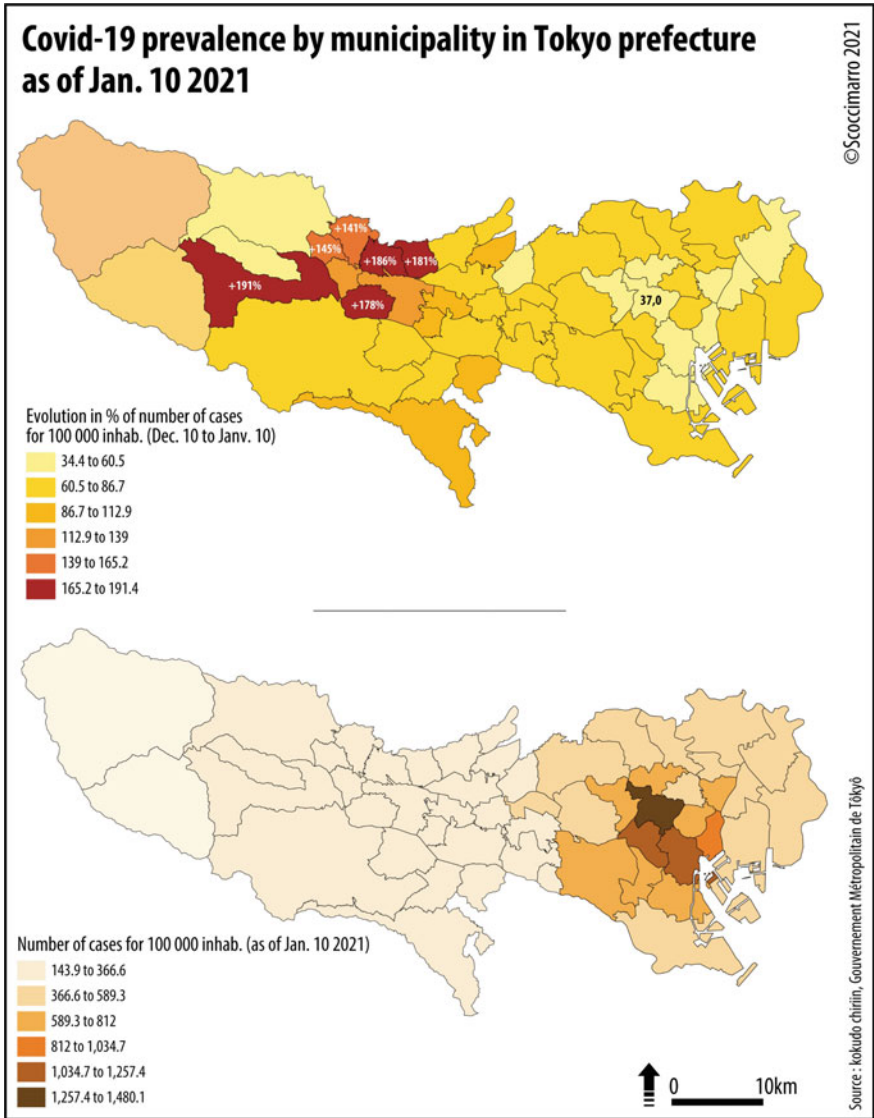 Covid-19 prevalence by municipality in Tokyo prefecture
as of Jan. 10 2021
©Scoccimarro 2021
+141%
+145%
+186%
+181%
+191%
+178%
37,0
Evolution in % of number of cases
for 100 000 inhab. (Dec. 10 to Janv. 10)
34.4 to 60.5
60.5 to 86.7
86.7 to 112.9
112.9 to 139
139 to 165.2
165.2 to 191.4
Number of cases for 100 000 inhab. (as of Jan. 10 2021)
143.9 to 366.6
366.6 to 589.3
589.3 to 812
812 to 1,034.7
1,034.7 to 1,257.4
1,257.4 to 1,480.1
0 10km
Source : kokudo chiriin, Gouvernement Métropolitain de Tôkyô